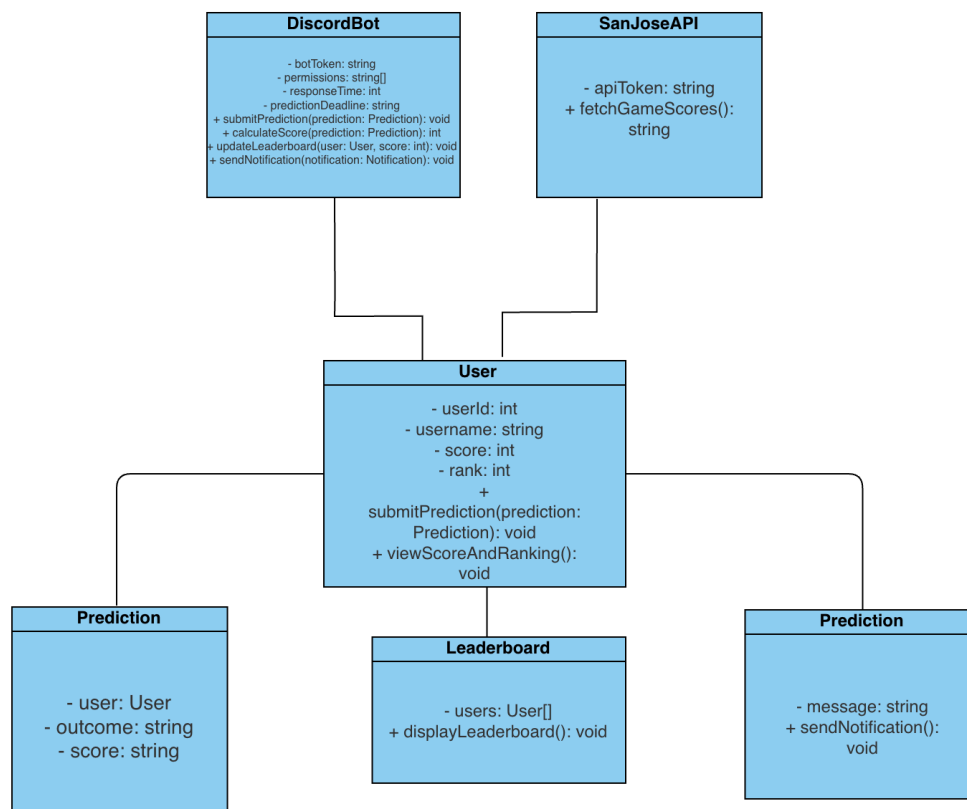 DiscordBot
- botToken: string
- permissions: string[]
- responseTime: int
- predictionDeadline: string
+ submitPrediction(prediction: Prediction): void
+ calculateScore(prediction: Prediction): int
+ updateLeaderboard(user: User, score: int): void
+ sendNotification(notification: Notification): void
SanJoseAPI
- apiToken: string
+ fetchGameScores():
string
User
- userId: int
- username: string
- score: int
- rank: int
+
submitPrediction(prediction:
Prediction): void
+ viewScoreAndRanking():
void
Prediction
- user: User
- outcome: string
- score: string
Leaderboard
- users: User[]
+ displayLeaderboard(): void
Prediction
- message: string
+ sendNotification():
void